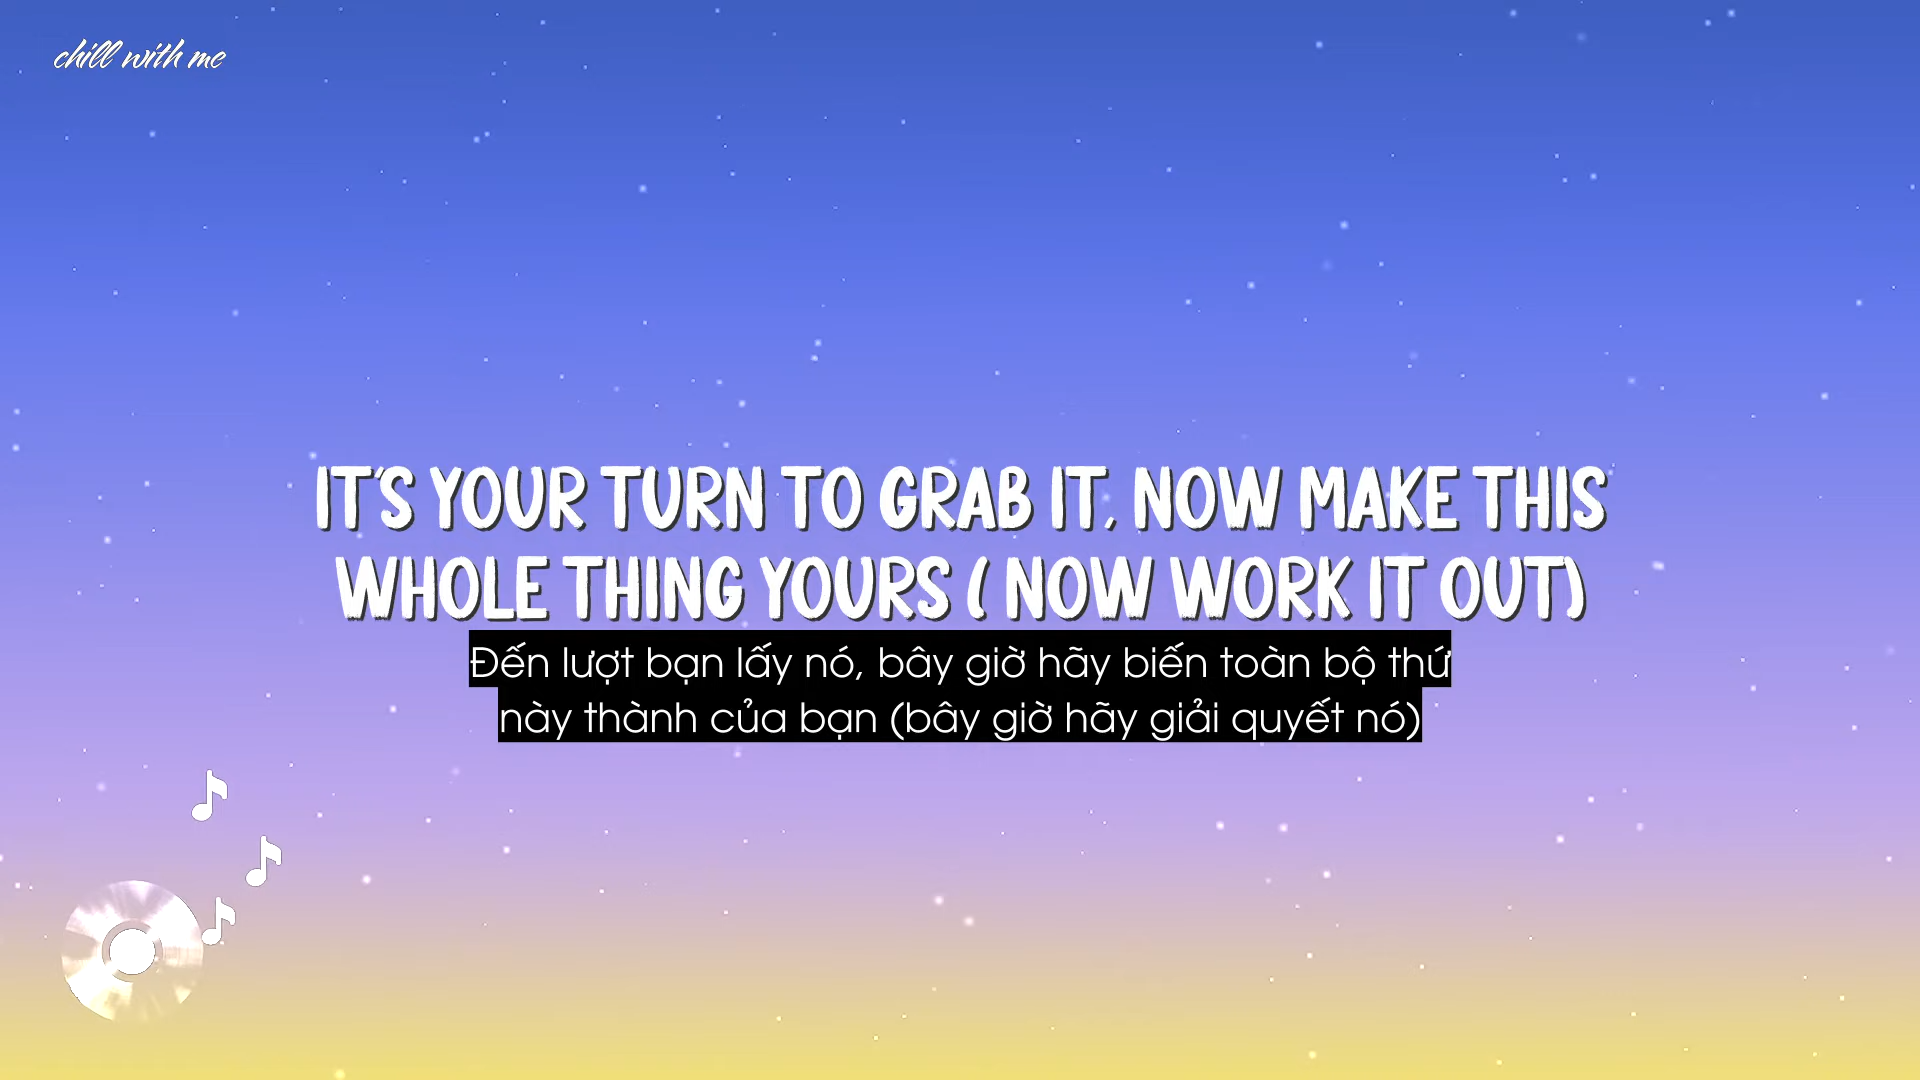 chill with me
IT'S YOUR TURN TO GRAB IT, NOW MAKE THIS
WHOLE THING YOURS ( NOW WORK IT OUT)
Đến lượt bạn lấy nó, bây giờ hãy biến toàn bộ thứ
này thành của bạn (bây giờ hãy giải quyết nó)